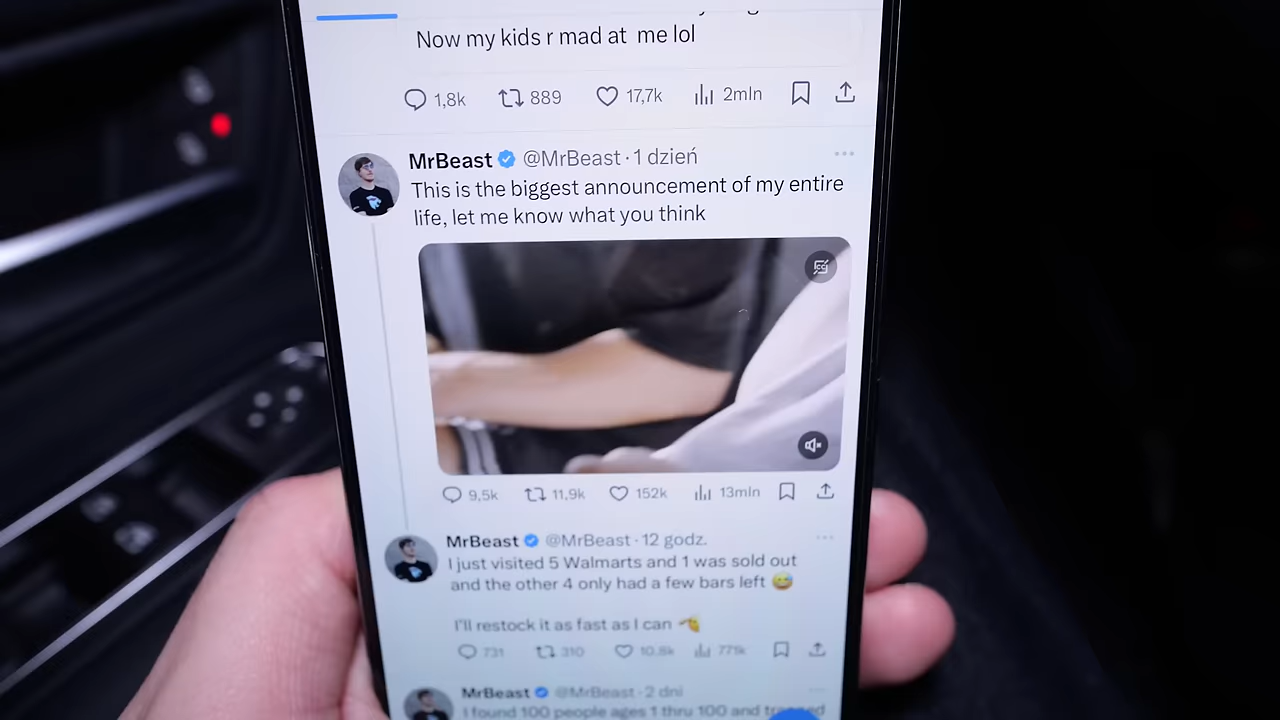 Now my kids r mad at me lol
1,8k 889 17,7k 2mln
MrBeast @MrBeast · 1 dzień
This is the biggest announcement of my entire
life, let me know what you think
9,5k 11,9k 152k 13mln
MrBeast @MrBeast · 12 godz.
I just visited 5 Walmarts and 1 was sold out
and the other 4 only had a few bars left 😅
I'll restock it as fast as I can 🫡
731 310 10.8k 771k
MrBeast @MrBeast · 2 dni
I found 100 people ages 1 thru 100 and trapped